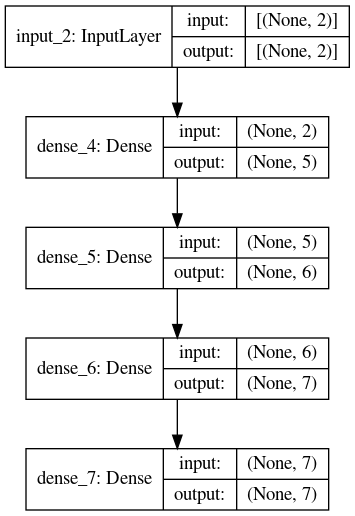 input_2: InputLayer
input: [(None, 2)]
output: [(None, 2)]
dense_4: Dense
input: (None, 2)
output: (None, 5)
dense_5: Dense
input: (None, 5)
output: (None, 6)
dense_6: Dense
input: (None, 6)
output: (None, 7)
dense_7: Dense
input: (None, 7)
output: (None, 7)